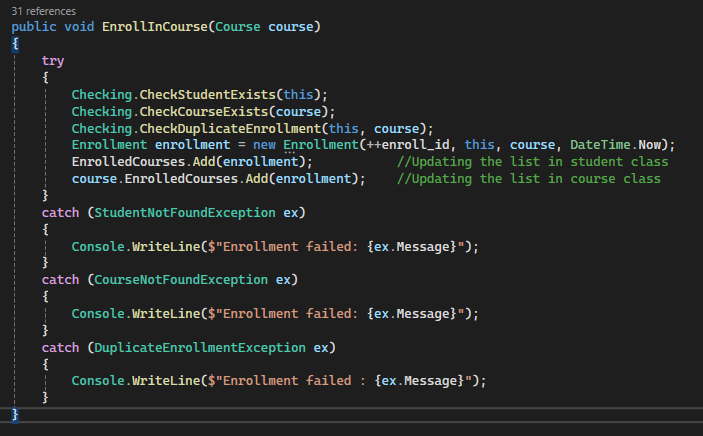 31 references
public void EnrollInCourse(Course course)
{
try
{
Checking.CheckStudentExists(this);
Checking.CheckCourseExists(course);
Checking.CheckDuplicateEnrollment(this, course);
Enrollment enrollment = new Enrollment(++enroll_id, this, course, DateTime.Now);
EnrolledCourses.Add(enrollment); //Updating the list in student class
course.EnrolledCourses.Add(enrollment); //Updating the list in course class
}
catch (StudentNotFoundException ex)
{
Console.WriteLine($"Enrollment failed: {ex.Message}");
}
catch (CourseNotFoundException ex)
{
Console.WriteLine($"Enrollment failed: {ex.Message}");
}
catch (DuplicateEnrollmentException ex)
{
Console.WriteLine($"Enrollment failed : {ex.Message}");
}
}